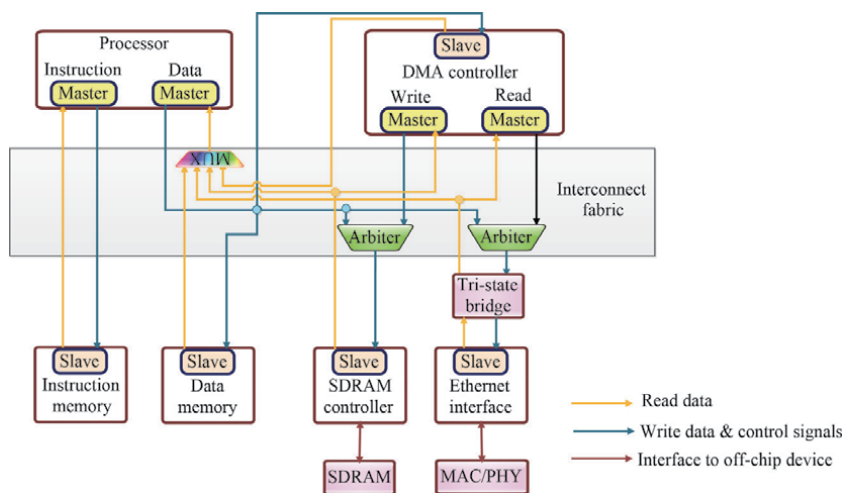 Processor
Instruction
Data
Master
Master
Slave
DMA controller
Write
Read
Master
Master
MUX
Interconnect
fabric
Arbiter
Arbiter
Tri-state
bridge
Slave
Instruction
memory
Slave
Data
memory
Slave
SDRAM
controller
Slave
Ethernet
interface
SDRAM
MAC/PHY
Read data
Write data & control signals
Interface to off-chip device